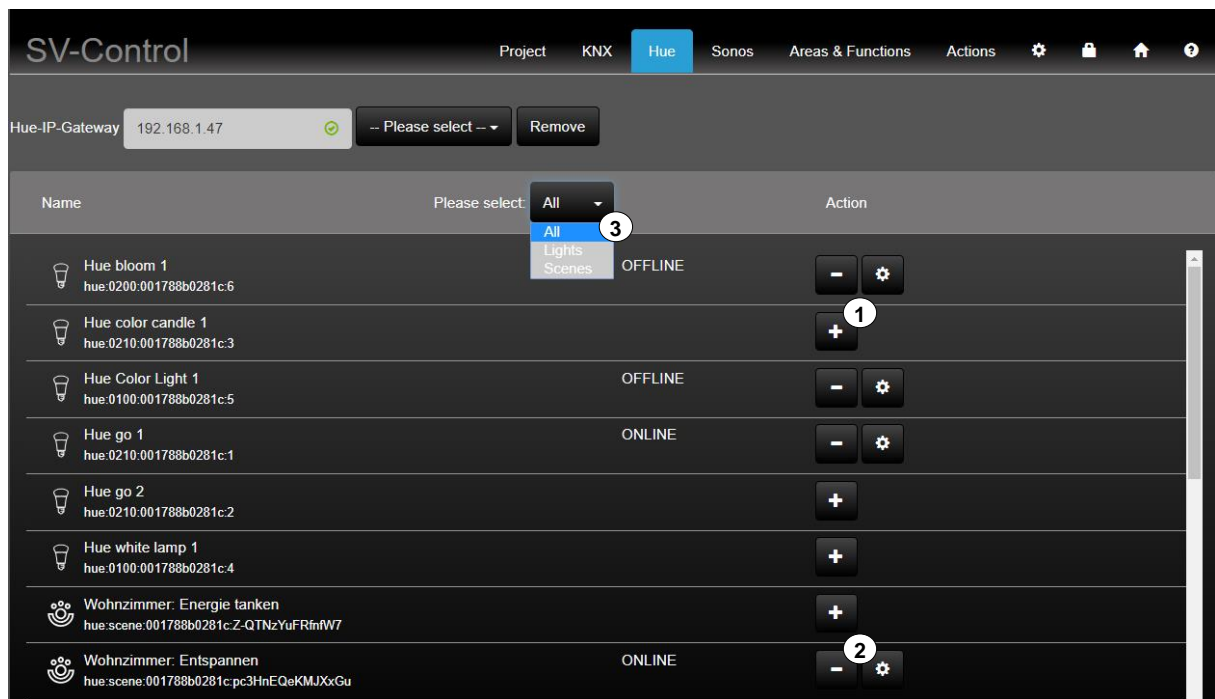 SV-Control Project KNX Hue Sonos Areas & Functions Actions
Hue-IP-Gateway 192.168.1.47 -- Please select -- Remove
Name Please select: All Action
All
Lights
Scenes
3
Hue bloom 1 OFFLINE
hue:0200:001788b0281c:6
1
Hue color candle 1
hue:0210:001788b0281c:3
Hue Color Light 1 OFFLINE
hue:0100:001788b0281c:5
Hue go 1 ONLINE
hue:0210:001788b0281c:1
Hue go 2
hue:0210:001788b0281c:2
Hue white lamp 1
hue:0100:001788b0281c:4
Wohnzimmer: Energie tanken
hue:scene:001788b0281c:Z-QTNzYuFRfnfW7
2
Wohnzimmer: Entspannen ONLINE
hue:scene:001788b0281c:pc3HnEQeKMJXxGu